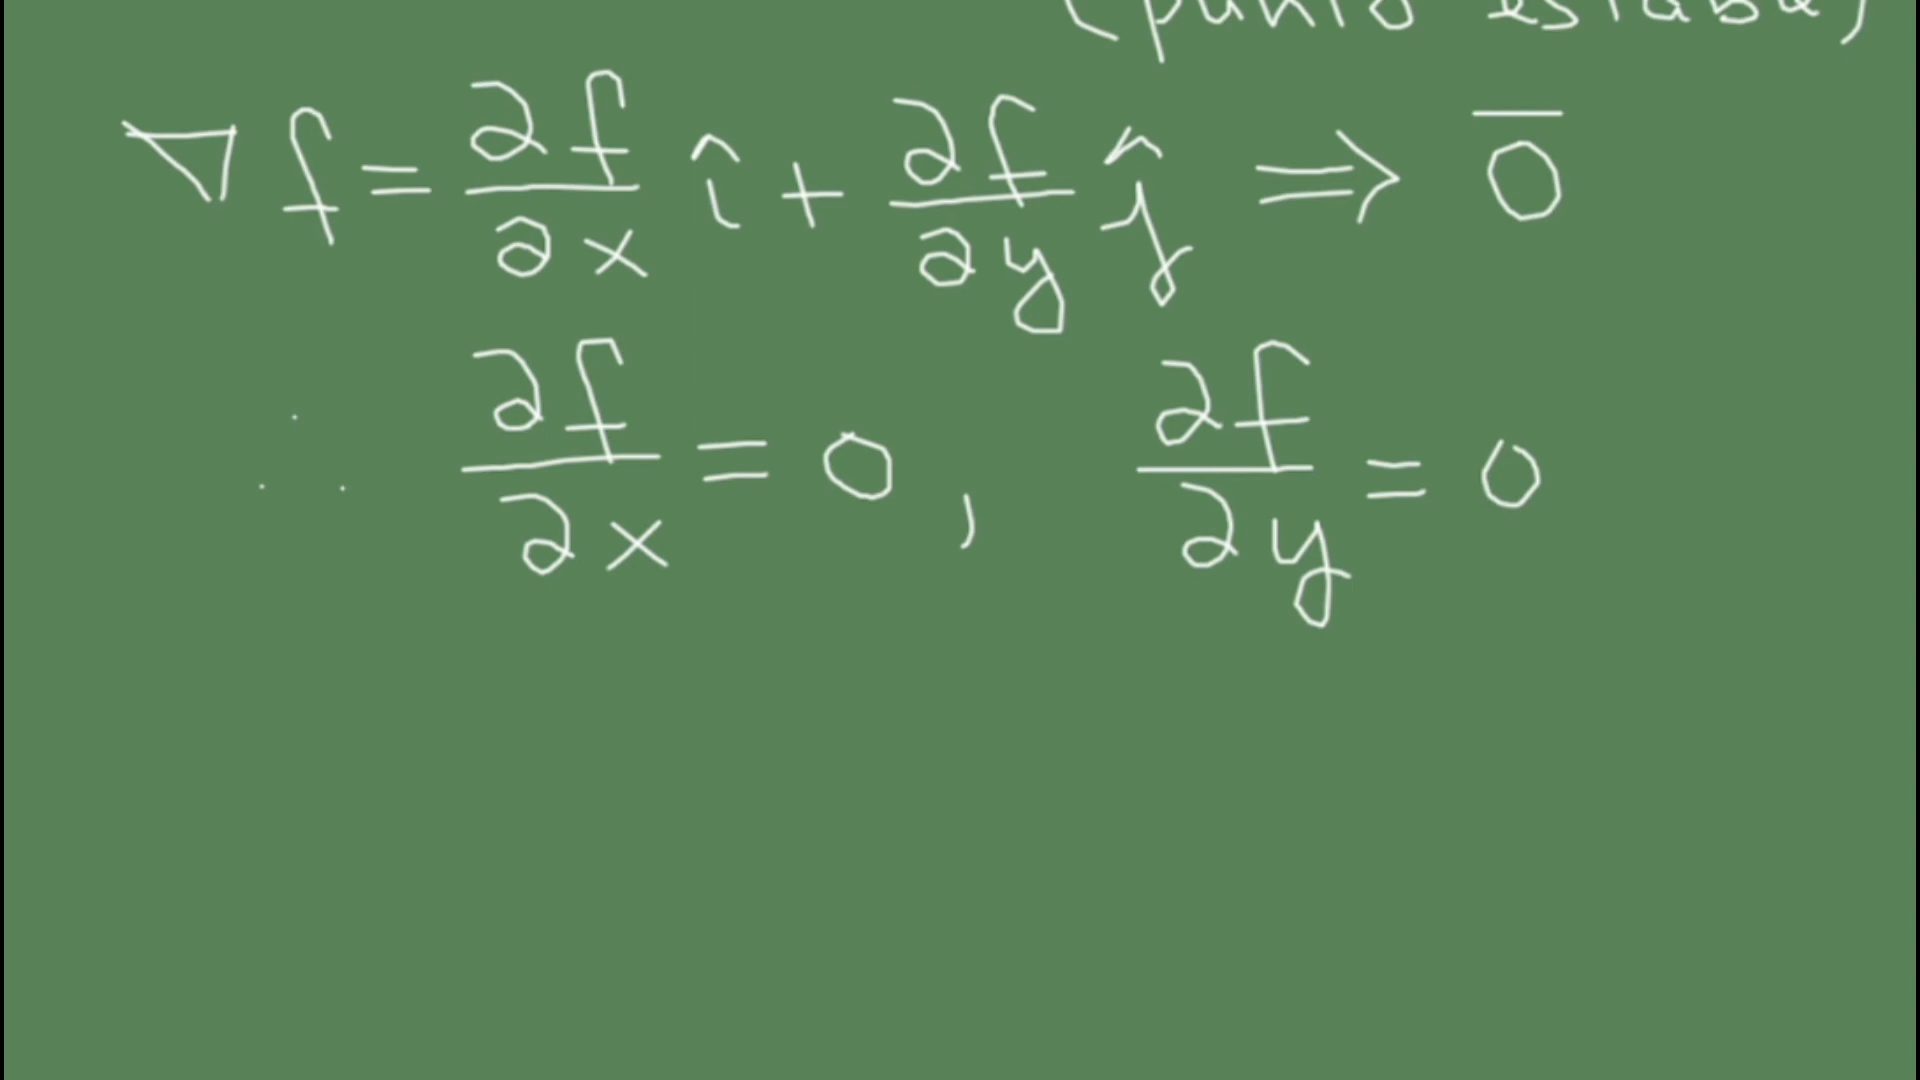 (punto estable)
∇f = ∂f/∂x î + ∂f/∂y ĵ ⇒ 0̅
∴ ∂f/∂x = 0 , ∂f/∂y = 0